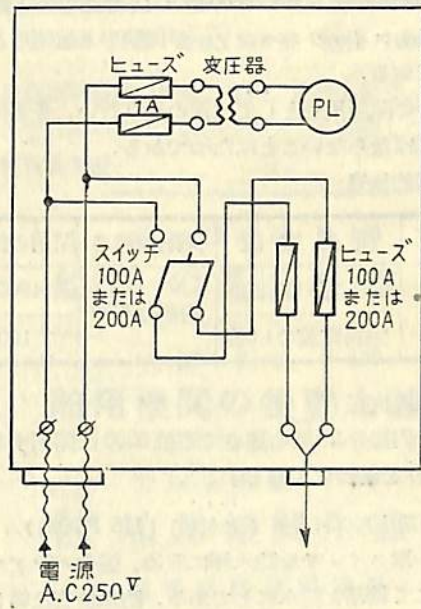 ヒューズ
変圧器
1A
PL
スイッチ
100A
または
200A
ヒューズ
100A
または
200A
電源
A.C250V